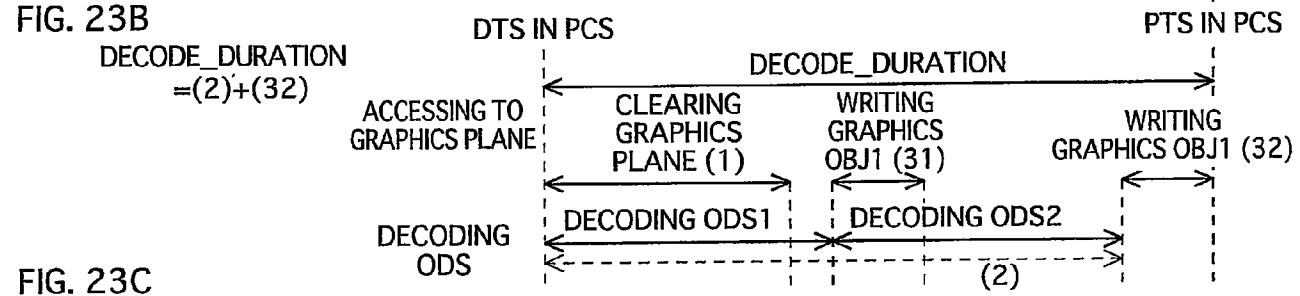 FIG. 23B
DTS IN PCS
PTS IN PCS
DECODE_DURATION
=(2)+(32)
DECODE_DURATION
ACCESSING TO
GRAPHICS PLANE
CLEARING
GRAPHICS
PLANE (1)
WRITING
GRAPHICS
OBJ1 (31)
WRITING
GRAPHICS OBJ1 (32)
DECODING
ODS
DECODING ODS1
DECODING ODS2
(2)
FIG. 23C